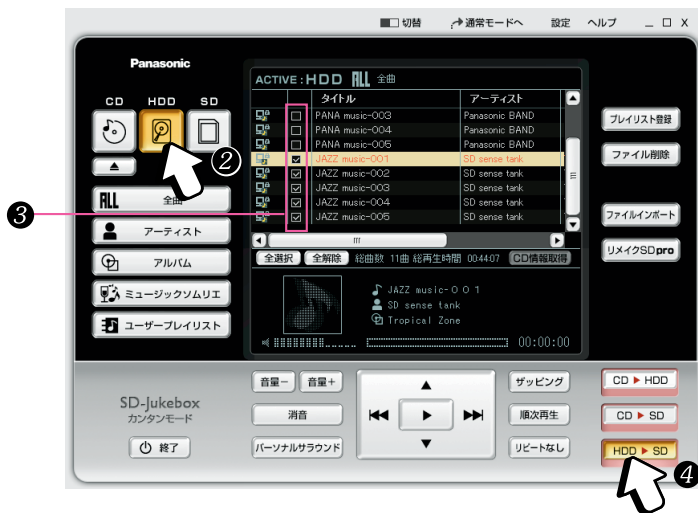 切替 通常モードへ 設定 ヘルプ
Panasonic
CD HDD SD
ACTIVE : HDD ALL 全曲
タイトル アーティスト
PANA music-003 Panasonic BAND
PANA music-004 Panasonic BAND
PANA music-005 Panasonic BAND
JAZZ music-001 SD sense tank
JAZZ music-002 SD sense tank
JAZZ music-003 SD sense tank
JAZZ music-004 SD sense tank
JAZZ music-005 SD sense tank
全選択 全解除 総曲数 11曲 総再生時間 00:44:07 CD情報取得
JAZZ music-001
SD sense tank
Tropical Zone
00:00:00
❷
❸
ALL 全曲
アーティスト
アルバム
ミュージックソムリエ
ユーザープレイリスト
プレイリスト登録
ファイル削除
ファイルインポート
リメイクSDpro
SD-Jukebox
カンタンモード
終了
音量− 音量+
消音
パーソナルサラウンド
ザッピング
順次再生
リピートなし
CD ▶ HDD
CD ▶ SD
HDD ▶ SD
❹